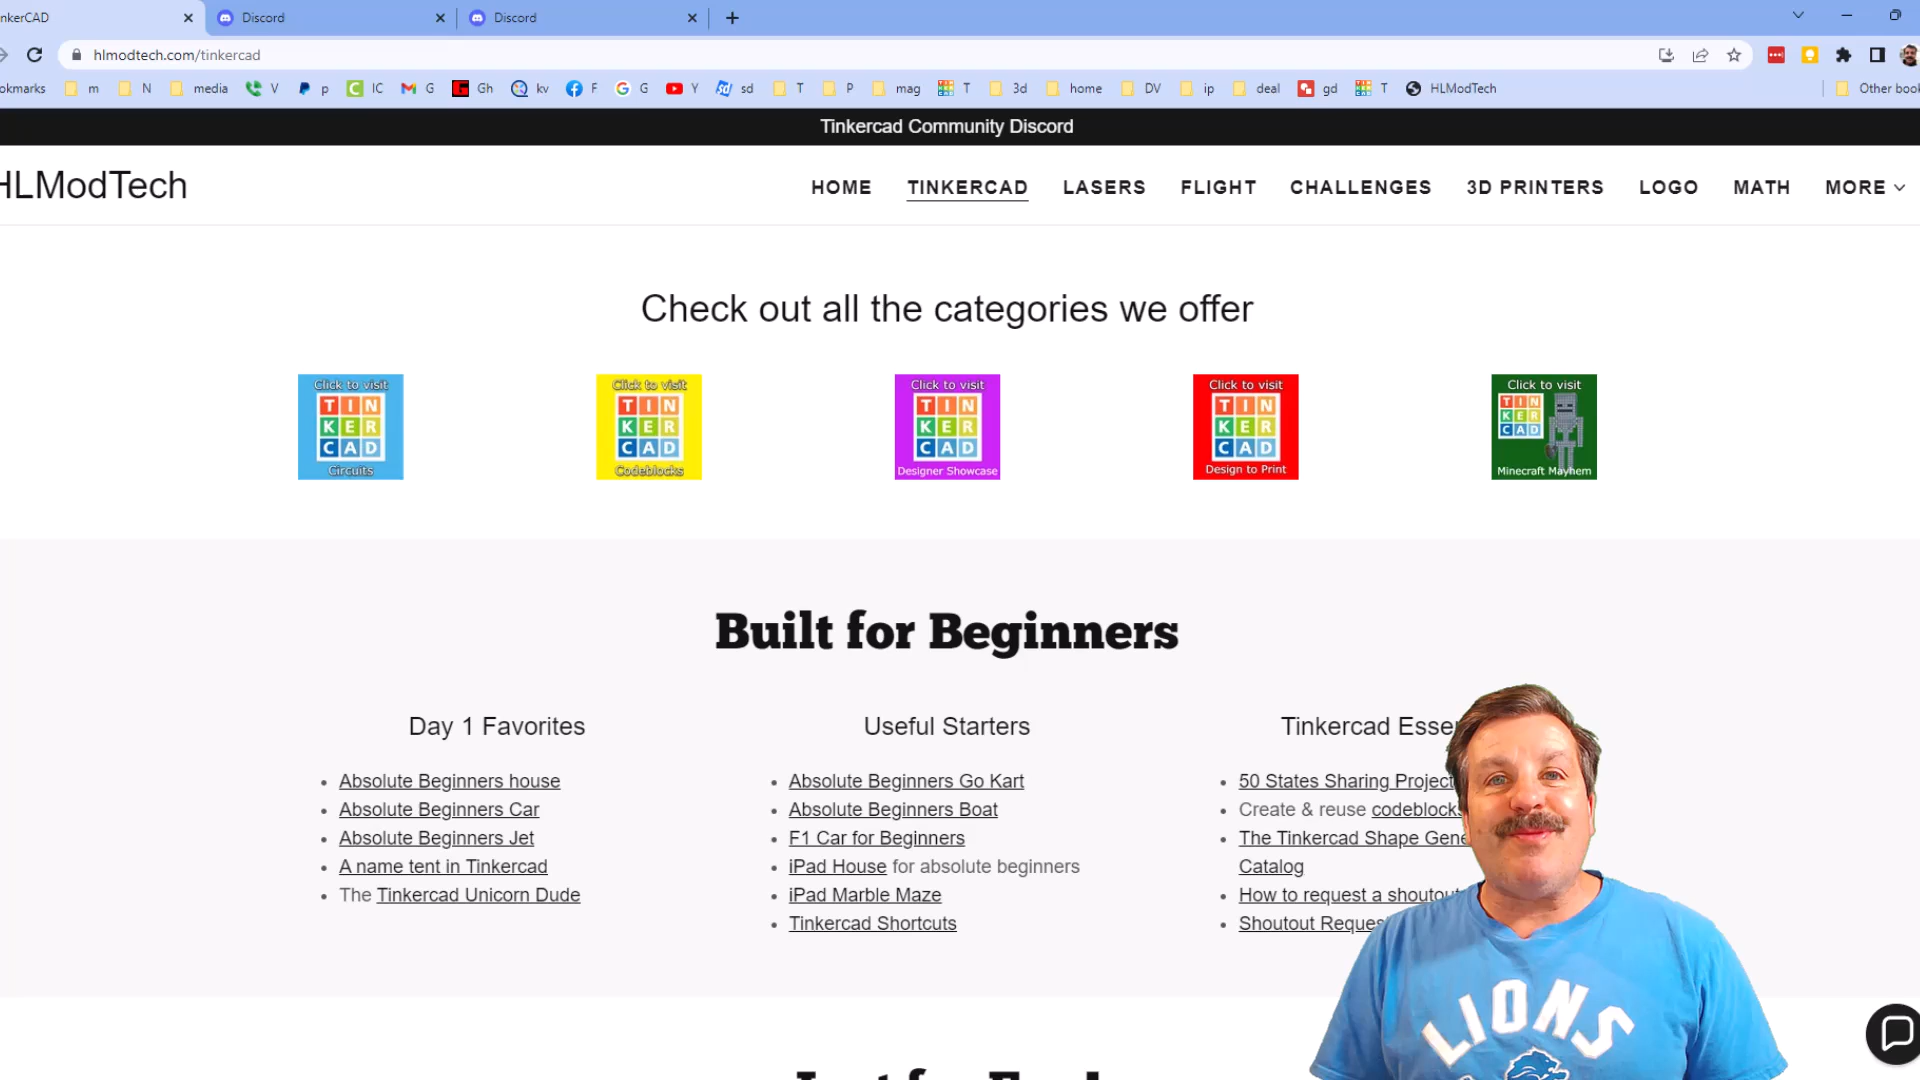 nkerCAD
Discord
Discord
hlmodtech.com/tinkercad
okmarks m N media V p IC G Gh kv F G Y sd T P mag T 3d home DV ip deal gd T HLModTech Other book
Tinkercad Community Discord
HLModTech
HOME TINKERCAD LASERS FLIGHT CHALLENGES 3D PRINTERS LOGO MATH MORE
Check out all the categories we offer
Click to visit
TIN
KER
CAD
Circuits
Click to visit
TIN
KER
CAD
Codeblocks
Click to visit
TIN
KER
CAD
Designer Showcase
Click to visit
TIN
KER
CAD
Design to Print
Click to visit
TIN
KER
CAD
Minecraft Mayhem
Built for Beginners
Day 1 Favorites
Absolute Beginners house
Absolute Beginners Car
Absolute Beginners Jet
A name tent in Tinkercad
The Tinkercad Unicorn Dude
Useful Starters
Absolute Beginners Go Kart
Absolute Beginners Boat
F1 Car for Beginners
iPad House for absolute beginners
iPad Marble Maze
Tinkercad Shortcuts
Tinkercad Esse
50 States Sharing Project
Create & reuse codeblocks
The Tinkercad Shape Gene
Catalog
How to request a shoutout
Shoutout Reques
LIONS